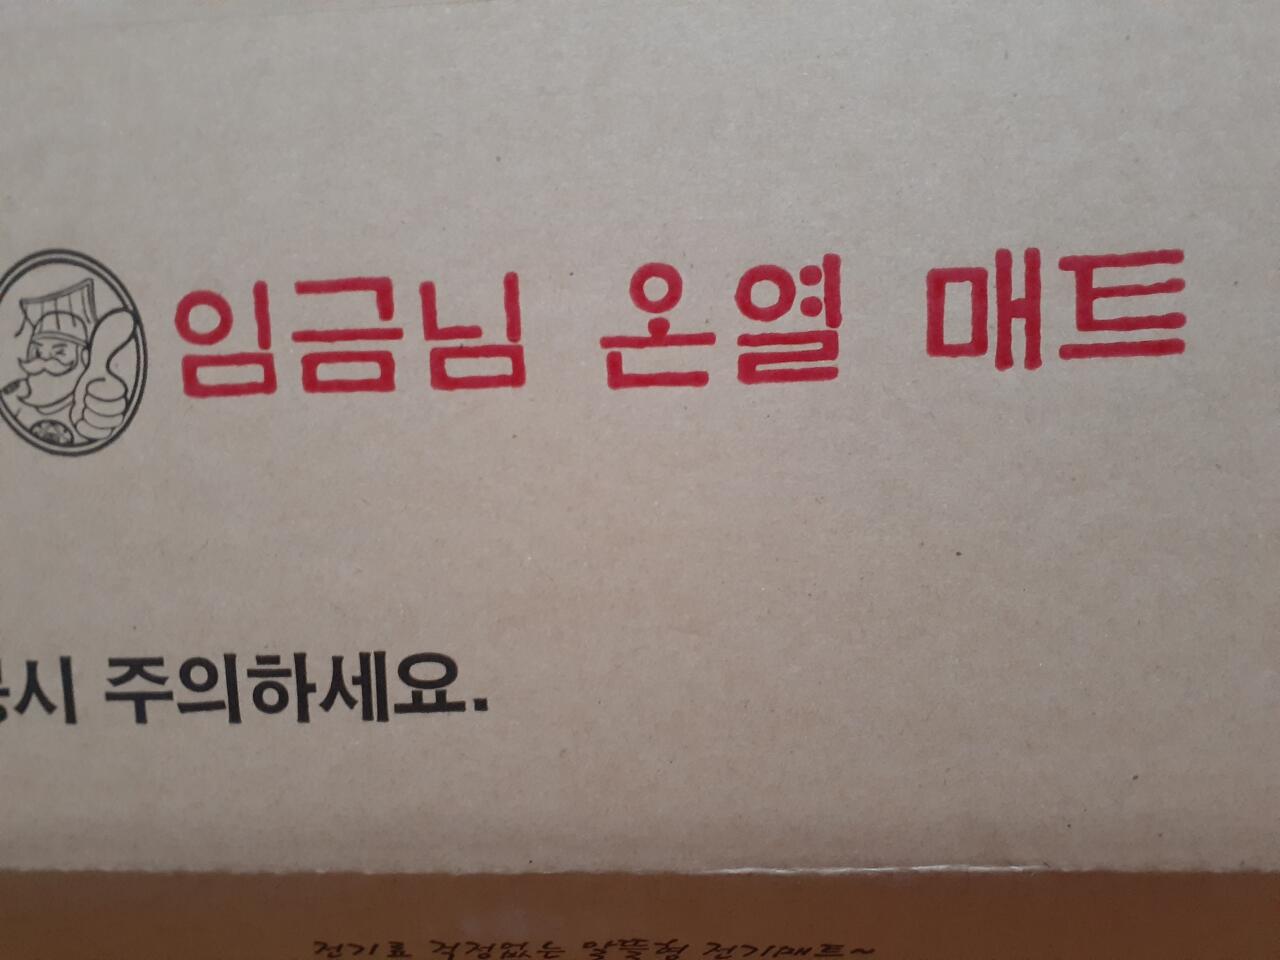 임금님 온열 매트
시 주의하세요.
전기료 걱정없는 알뜰형 전기매트~